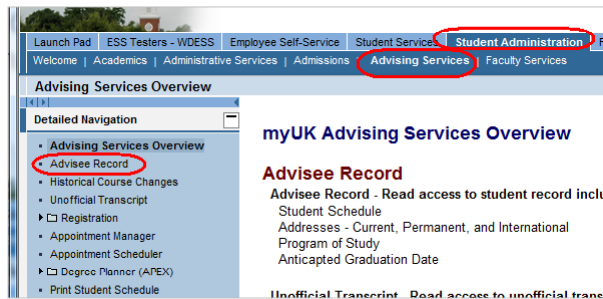 Launch Pad | ESS Testers - WDESS | Employee Self-Service | Student Services | Student Administration
Welcome | Academics | Administrative Services | Admissions | Advising Services | Faculty Services
Advising Services Overview
Detailed Navigation
Advising Services Overview
Advisee Record
Historical Course Changes
Unofficial Transcript
Registration
Appointment Manager
Appointment Scheduler
Degree Planner (APEX)
Print Student Schedule
myUK Advising Services Overview
Advisee Record
Advisee Record - Read access to student record inclu
Student Schedule
Addresses - Current, Permanent, and International
Program of Study
Anticapted Graduation Date
Unofficial Transcript - Read access to unofficial trans